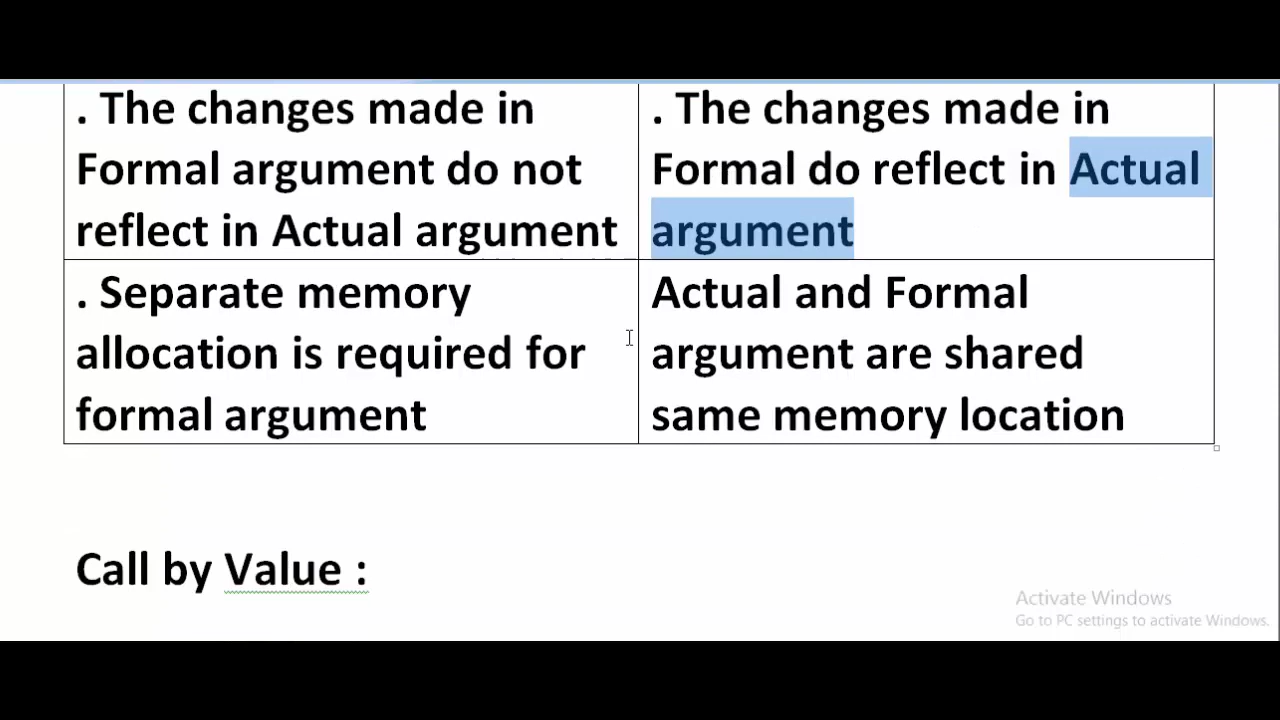 . The changes made in
Formal argument do not
reflect in Actual argument
. The changes made in
Formal do reflect in Actual
argument
. Separate memory
allocation is required for
formal argument
Actual and Formal
argument are shared
same memory location
Call by Value :
Activate Windows
Go to PC settings to activate Windows.